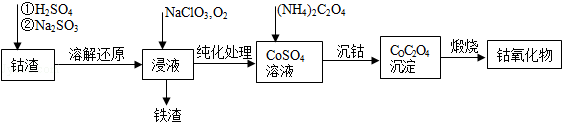 ①H₂SO₄
②Na₂SO₃
NaClO₃,O₂
(NH₄)₂C₂O₄
钴渣
溶解还原
浸液
纯化处理
CoSO₄
溶液
沉钴
CoC₂O₄
沉淀
煅烧
钴氧化物
铁渣